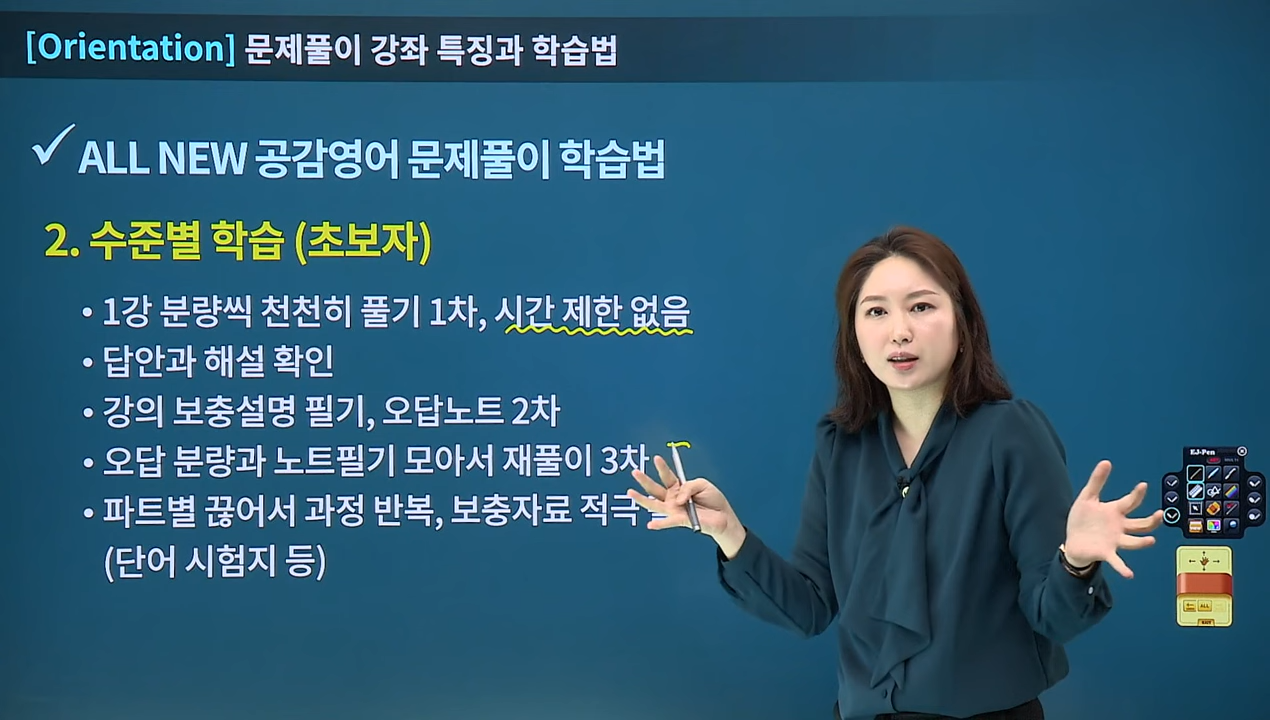 [Orientation] 문제풀이 강좌 특징과 학습법
✓ ALL NEW 공감영어 문제풀이 학습법
2. 수준별 학습 (초보자)
• 1강 분량씩 천천히 풀기 1차, 시간 제한 없음
• 답안과 해설 확인
• 강의 보충설명 필기, 오답노트 2차
• 오답 분량과 노트필기 모아서 재풀이 3차
• 파트별 끊어서 과정 반복, 보충자료 적극
(단어 시험지 등)
EJ-Pen
ALL
EXIT